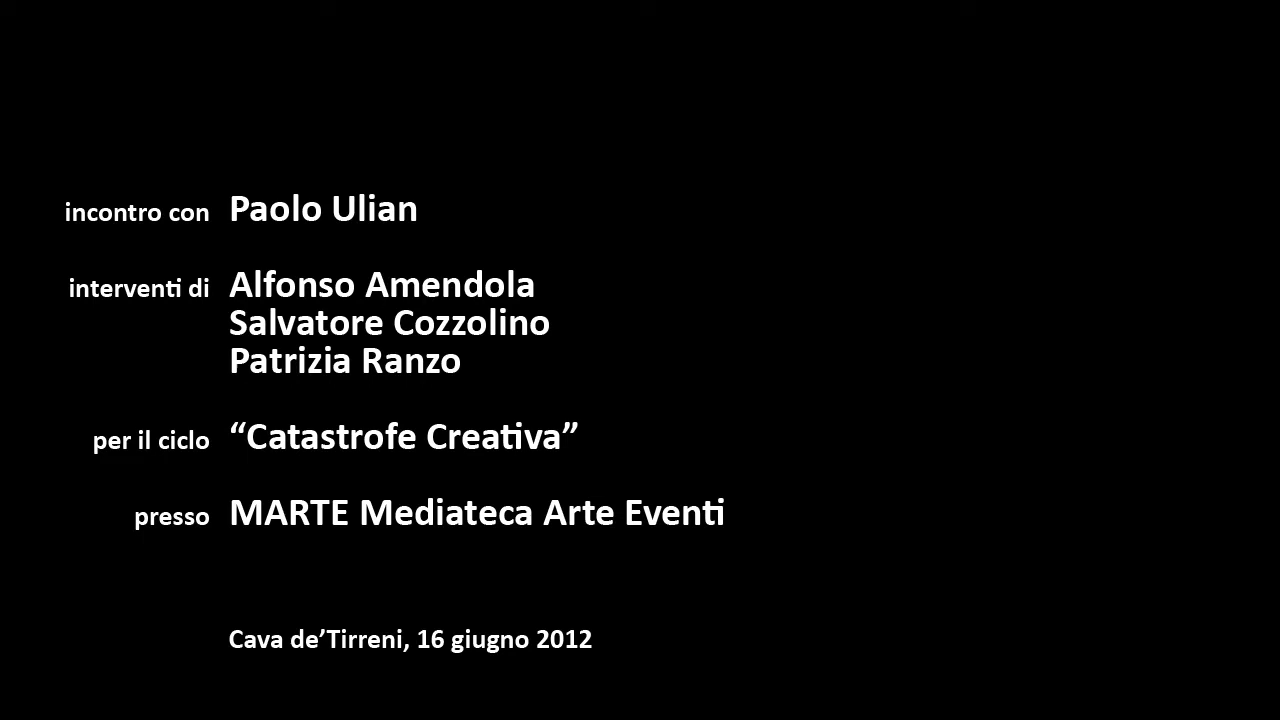 incontro con Paolo Ulian
interventi di Alfonso Amendola
Salvatore Cozzolino
Patrizia Ranzo
per il ciclo “Catastrofe Creativa”
presso MARTE Mediateca Arte Eventi
Cava de’Tirreni, 16 giugno 2012